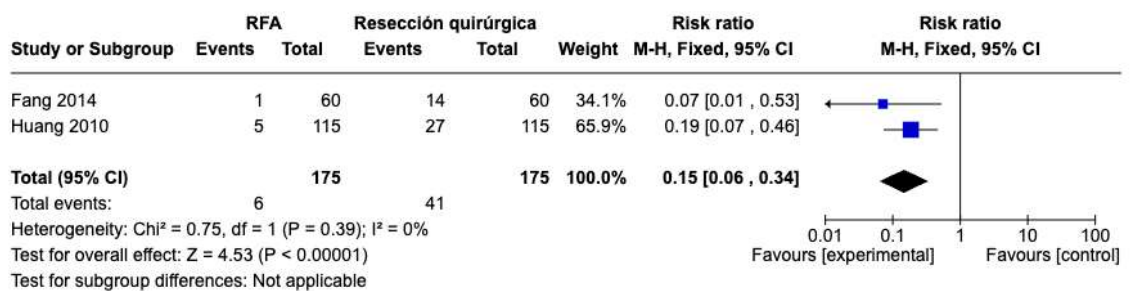 RFA Resección quirúrgica Risk ratio Risk ratio
Study or Subgroup Events Total Events Total Weight M-H, Fixed, 95% CI M-H, Fixed, 95% CI
Fang 2014 1 60 14 60 34.1% 0.07 [0.01 , 0.53]
Huang 2010 5 115 27 115 65.9% 0.19 [0.07 , 0.46]
Total (95% CI) 175 175 100.0% 0.15 [0.06 , 0.34]
Total events: 6 41
Heterogeneity: Chi² = 0.75, df = 1 (P = 0.39); I² = 0%
0.01 0.1 1 10 100
Test for overall effect: Z = 4.53 (P < 0.00001)
Favours [experimental] Favours [control]
Test for subgroup differences: Not applicable